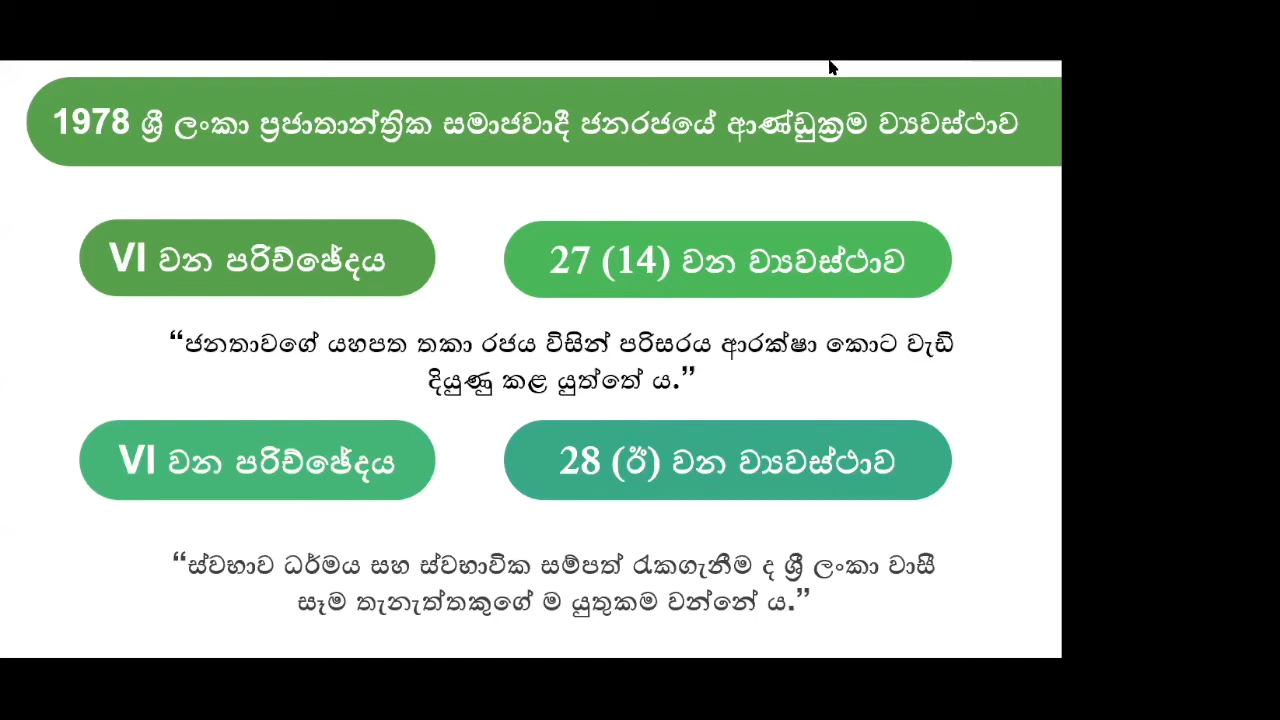 1978 ශ්‍රී ලංකා ප්‍රජාතාන්ත්‍රික සමාජවාදී ජනරජයේ ආණ්ඩුක්‍රම ව්‍යවස්ථාව
VI වන පරිච්ඡේදය
27 (14) වන ව්‍යවස්ථාව
“ජනතාවගේ යහපත තකා රජය විසින් පරිසරය ආරක්ෂා කොට වැඩි
දියුණු කළ යුත්තේ ය.”
VI වන පරිච්ඡේදය
28 (ඊ) වන ව්‍යවස්ථාව
“ස්වභාව ධර්මය සහ ස්වභාවික සම්පත් රැකගැනීම ද ශ්‍රී ලංකා වාසී
සෑම තැනැත්තකුගේ ම යුතුකම වන්නේ ය.”